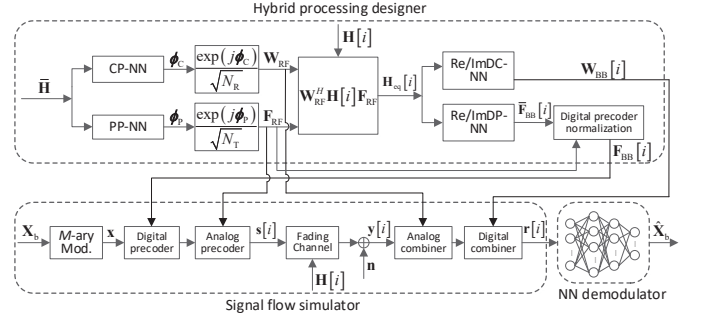 Hybrid processing designer
H̄
CP-NN
ϕ_C
exp(jϕ_C)
√N_R
W_RF
PP-NN
ϕ_P
exp(jϕ_P)
√N_T
F_RF
H[i]
W_RF^H H[i] F_RF
H_eq[i]
Re/ImDC-
NN
W_BB[i]
Re/ImDP-
NN
F̄_BB[i]
Digital precoder
normalization
F_BB[i]
X_b
M-ary
Mod.
x
Digital
precoder
Analog
precoder
s[i]
Fading
Channel
H[i]
n
y[i]
Analog
combiner
Digital
combiner
r[i]
X̂_b
Signal flow simulator
NN demodulator